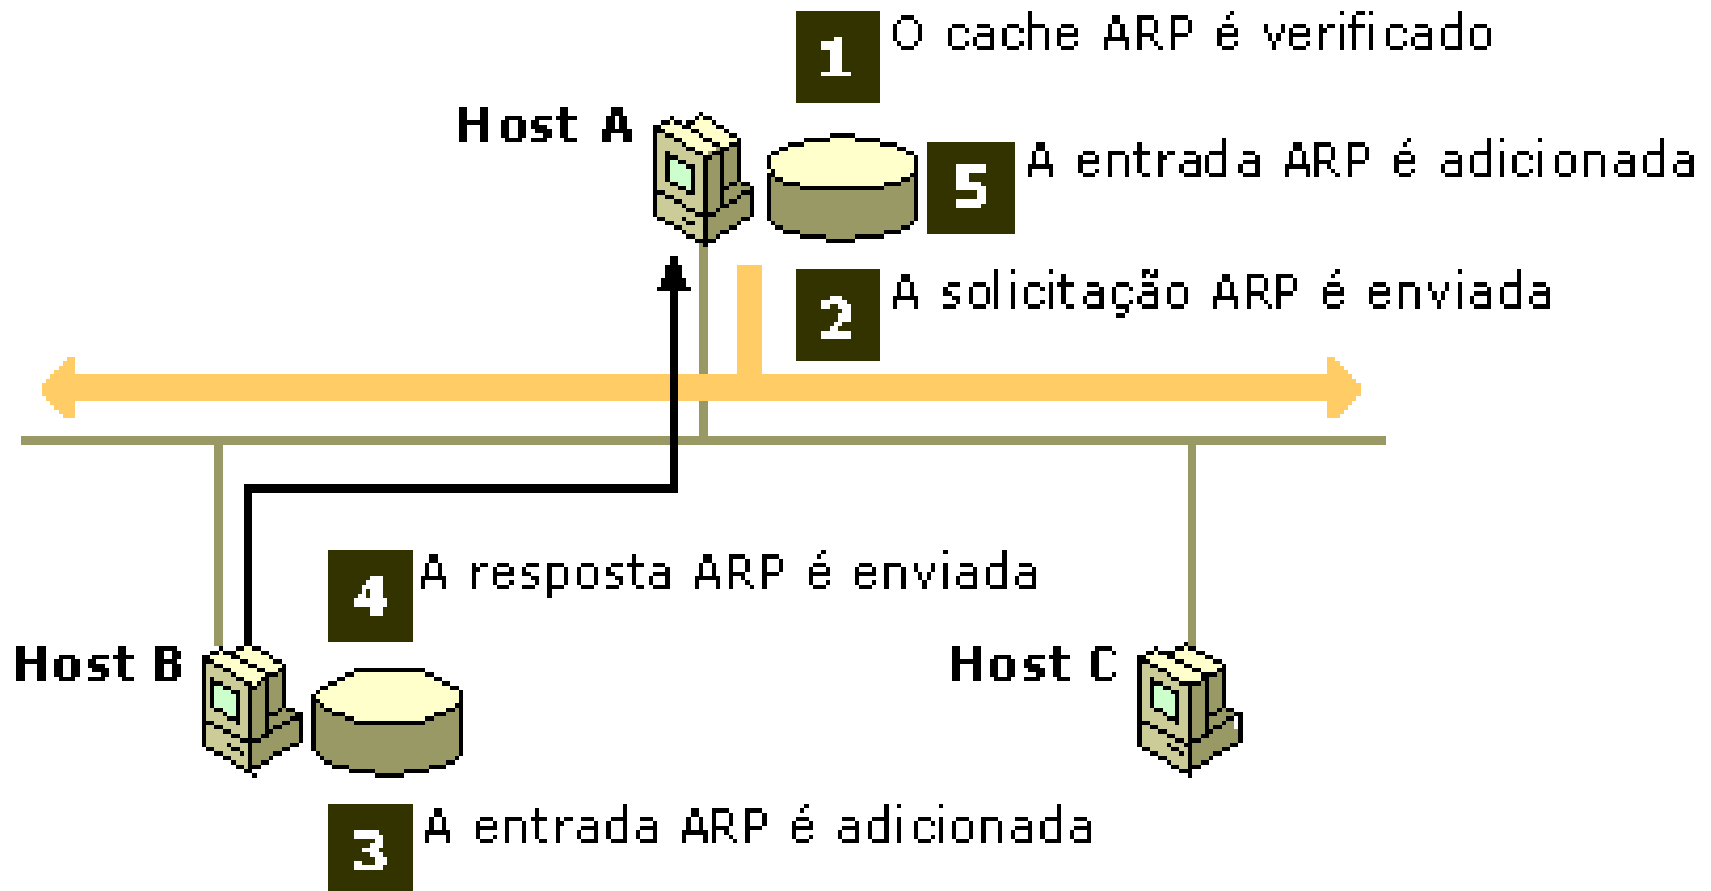 1 O cache ARP é verificado
Host A
5 A entrada ARP é adicionada
2 A solicitação ARP é enviada
4 A resposta ARP é enviada
Host B
Host C
3 A entrada ARP é adicionada